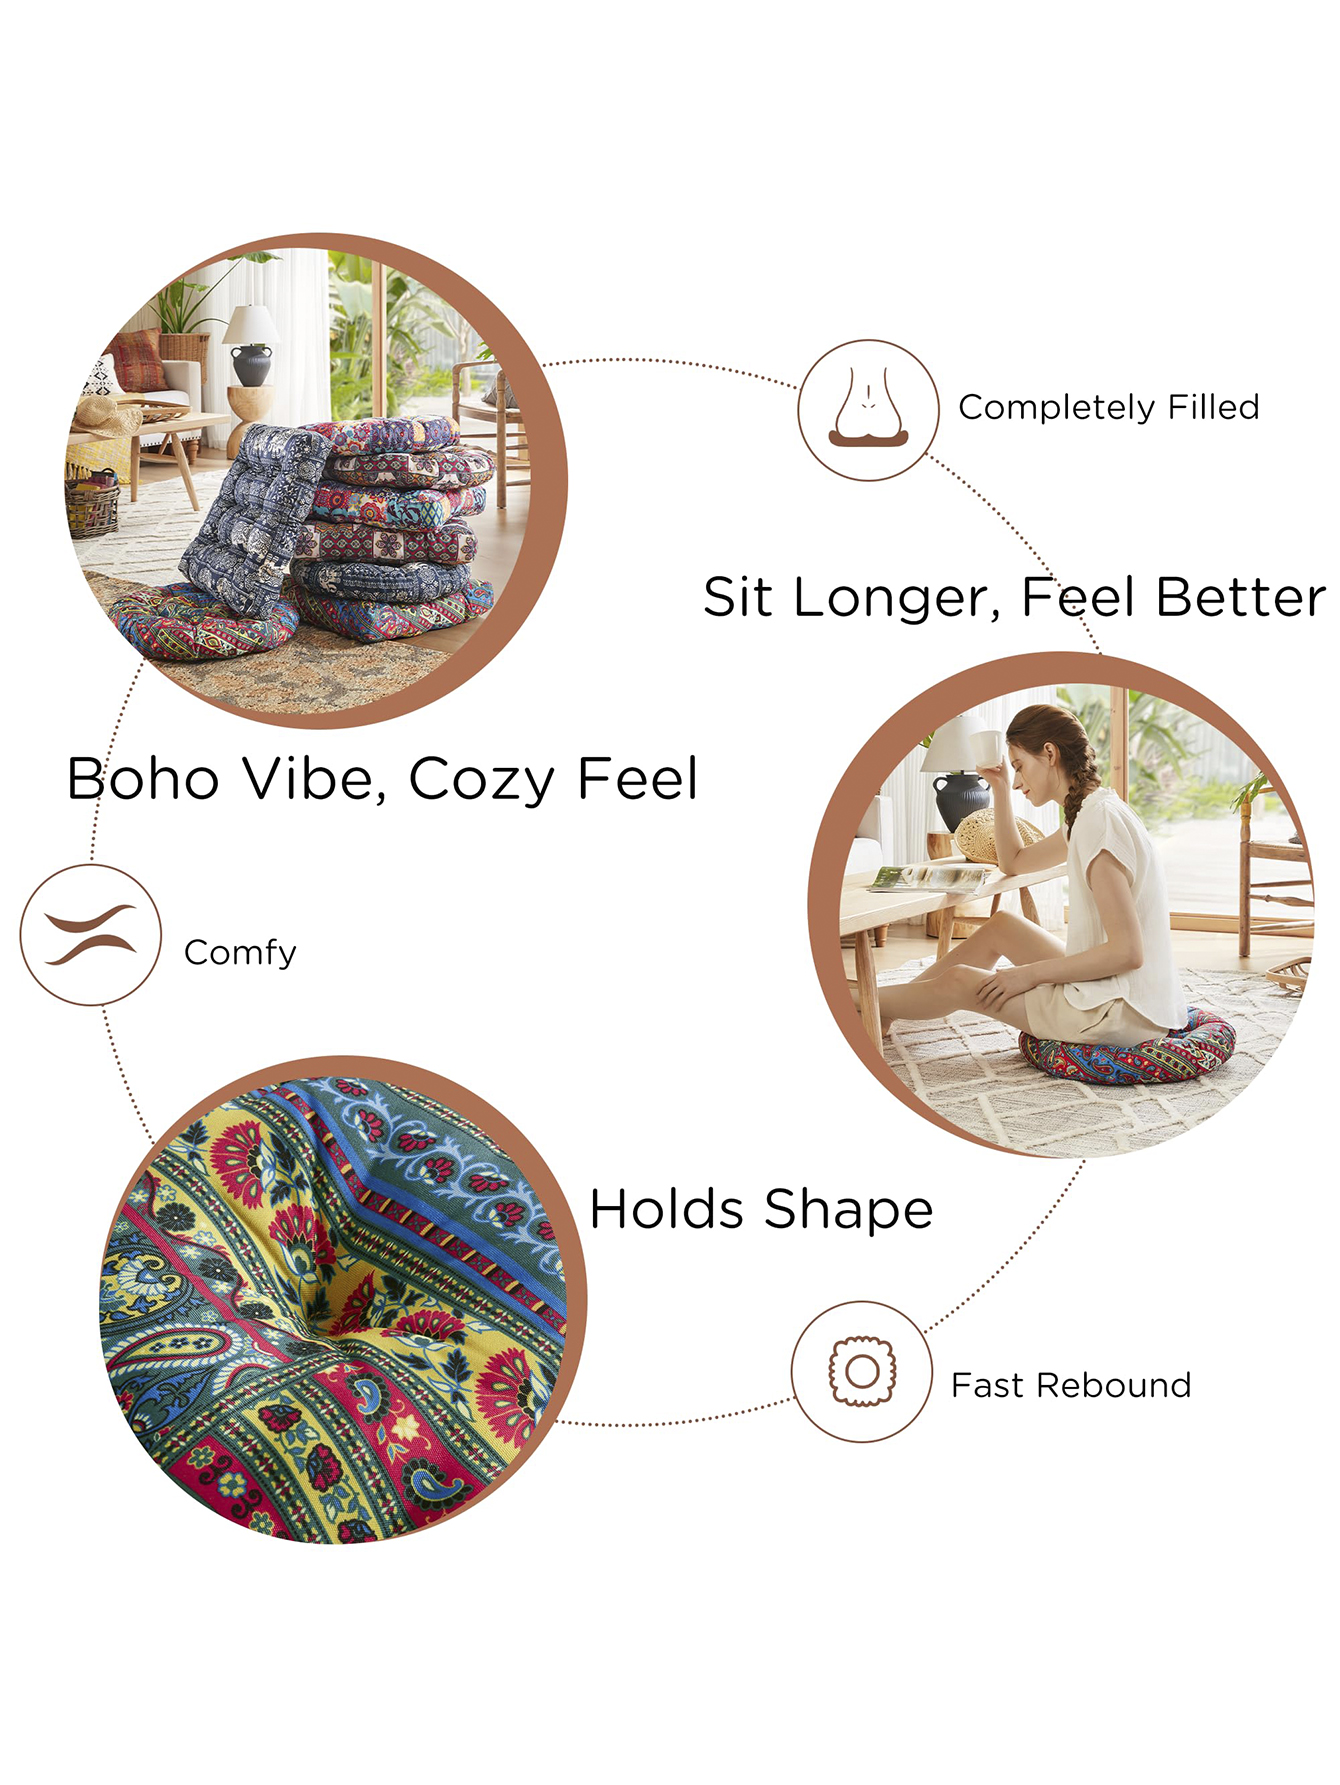 Completely Filled
Sit Longer, Feel Better
Boho Vibe, Cozy Feel
Comfy
Holds Shape
Fast Rebound